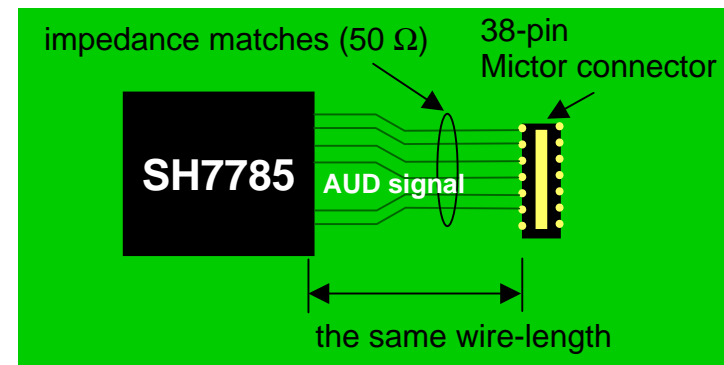 impedance matches (50 Ω)
38-pin
Mictor connector
SH7785
AUD signal
the same wire-length